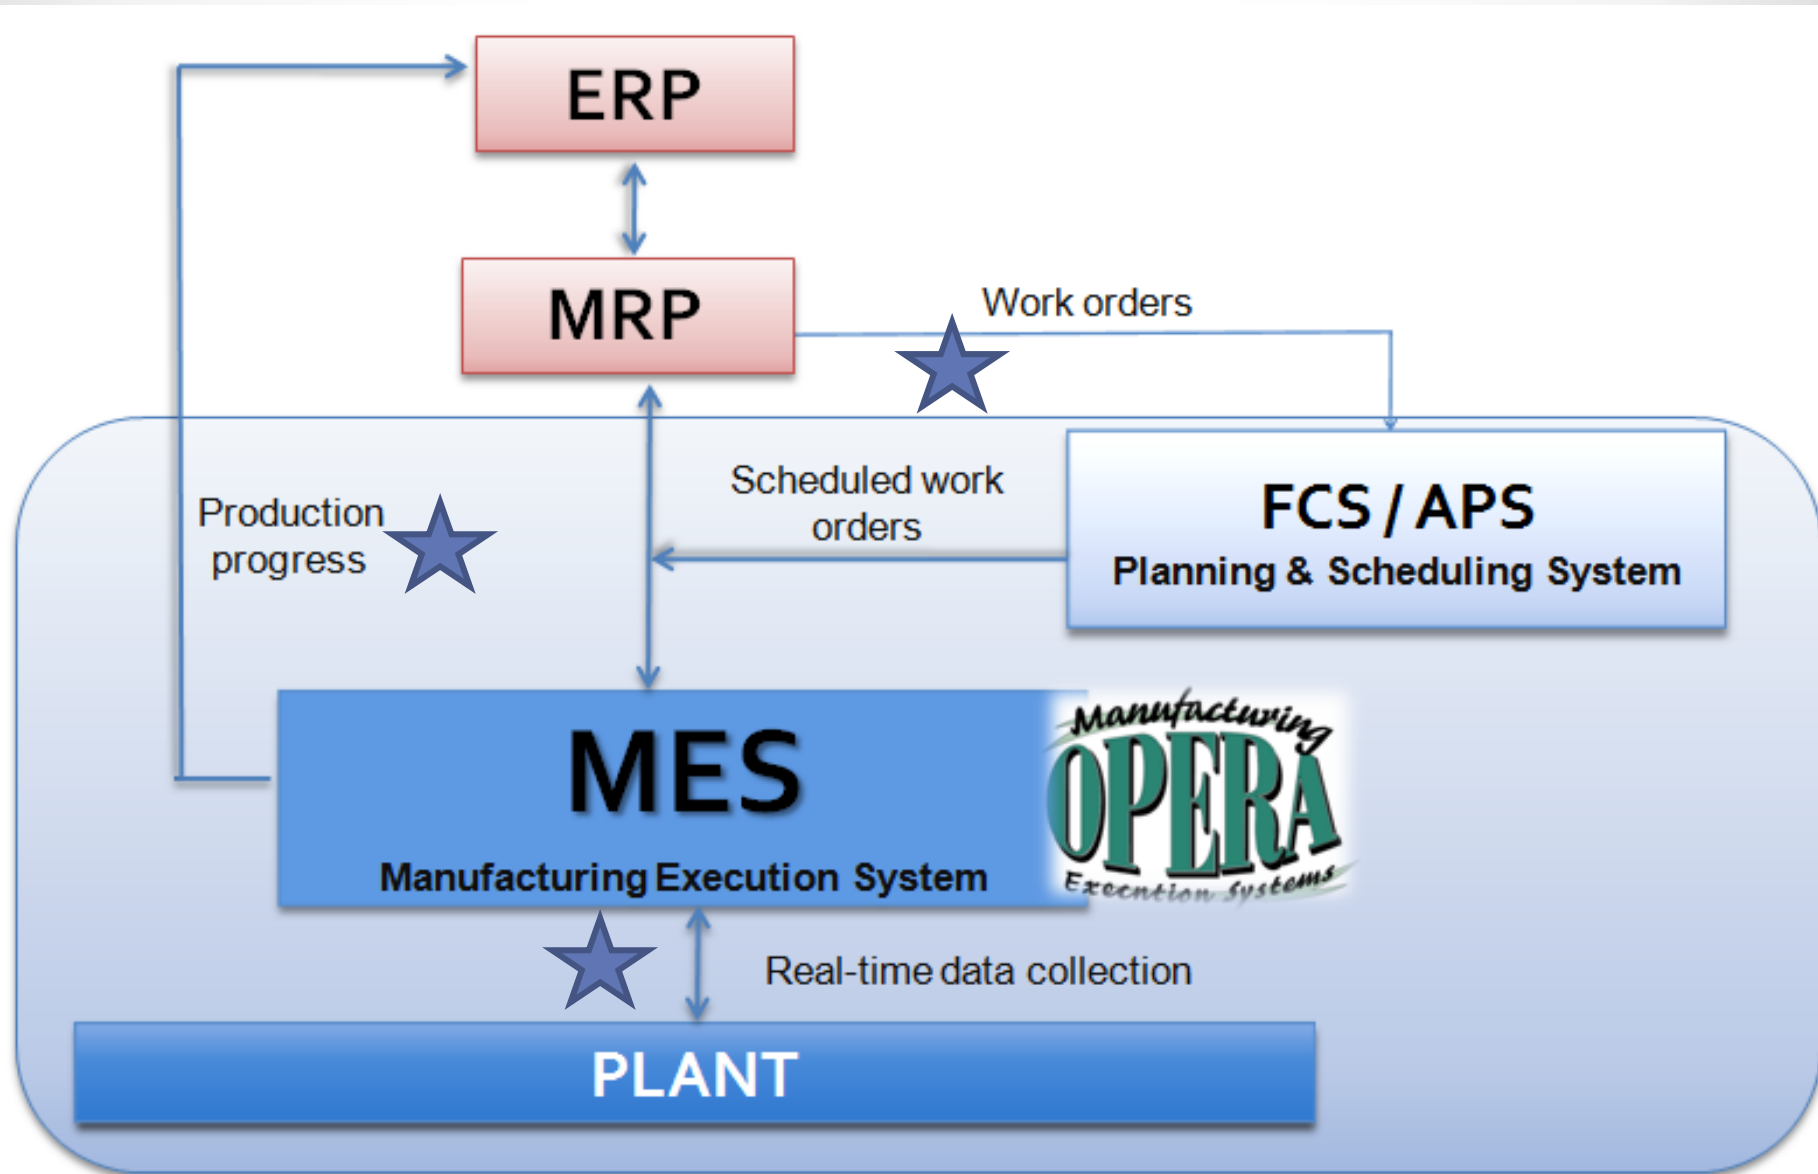 ERP
MRP
Work orders
Scheduled work
orders
FCS / APS
Planning & Scheduling System
Production
progress
MES
Manufacturing Execution System
Manufacturing
OPERA
Execution Systems
Real-time data collection
PLANT